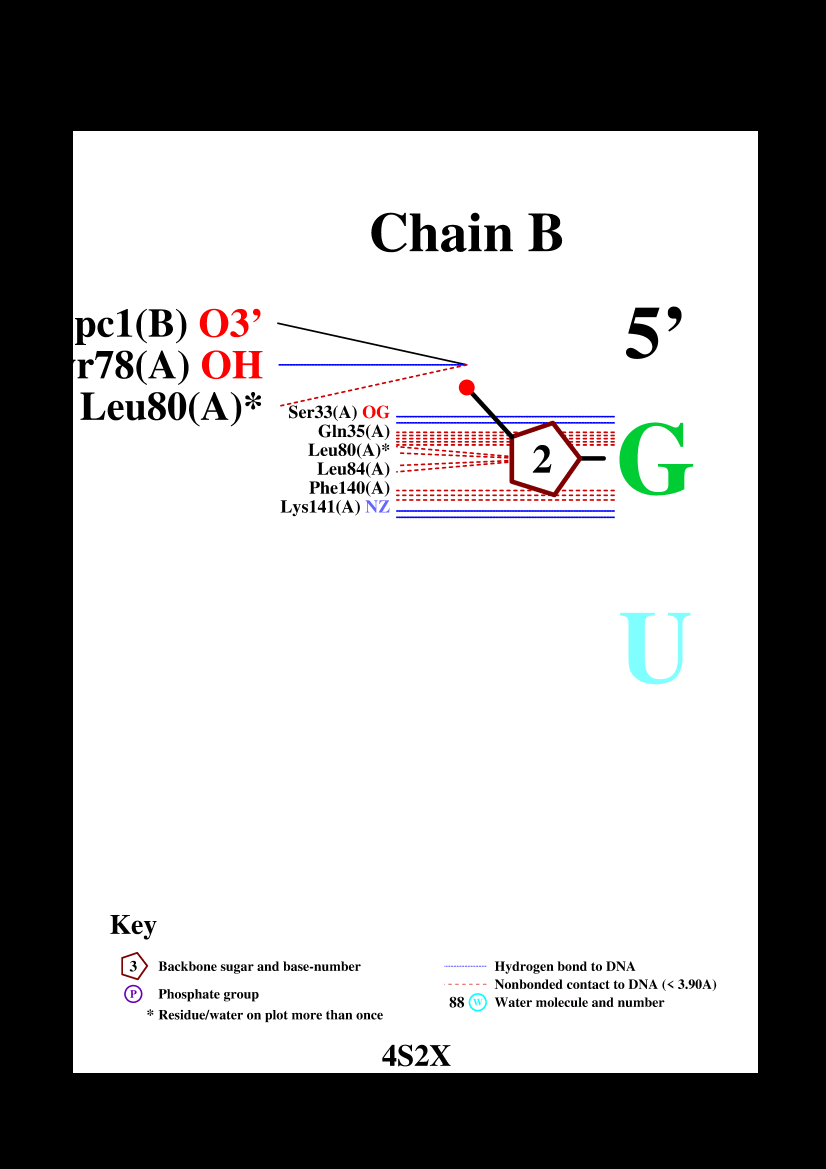 Chain B
5’
pc1(B) O3’
r78(A) OH
Leu80(A)*
Ser33(A) OG
Gln35(A)
Leu80(A)*
Leu84(A)
Phe140(A)
Lys141(A) NZ
2
G
U
Key
3 Backbone sugar and base-number
P Phosphate group
* Residue/water on plot more than once
Hydrogen bond to DNA
Nonbonded contact to DNA (< 3.90A)
88 W Water molecule and number
4S2X